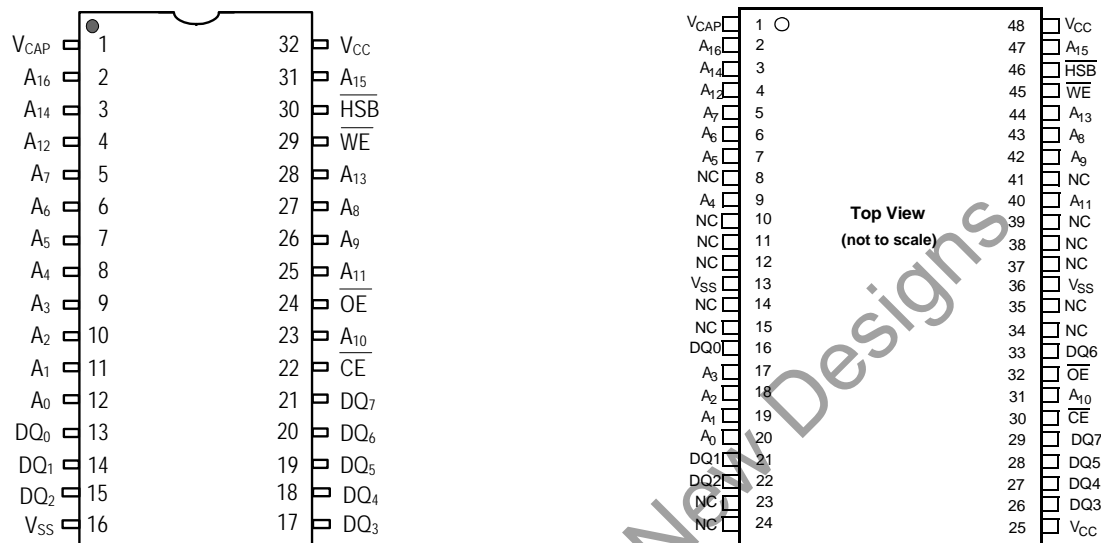 VCAP 1 32 VCC
A16 2 31 A15
A14 3 30 HSB
A12 4 29 WE
A7 5 28 A13
A6 6 27 A8
A5 7 26 A9
A4 8 25 A11
A3 9 24 OE
A2 10 23 A10
A1 11 22 CE
A0 12 21 DQ7
DQ0 13 20 DQ6
DQ1 14 19 DQ5
DQ2 15 18 DQ4
VSS 16 17 DQ3
VCAP 1 48 VCC
A16 2 47 A15
A14 3 46 HSB
A12 4 45 WE
A7 5 44 A13
A6 6 43 A8
A5 7 42 A9
NC 8 41 NC
A4 9 40 A11
NC 10 39 NC
NC 11 38 NC
NC 12 37 NC
VSS 13 36 VSS
NC 14 35 NC
NC 15 34 NC
DQ0 16 33 DQ6
A3 17 32 OE
A2 18 31 A10
A1 19 30 CE
A0 20 29 DQ7
DQ1 21 28 DQ5
DQ2 22 27 DQ4
NC 23 26 DQ3
NC 24 25 VCC
Top View
(not to scale)
New Designs